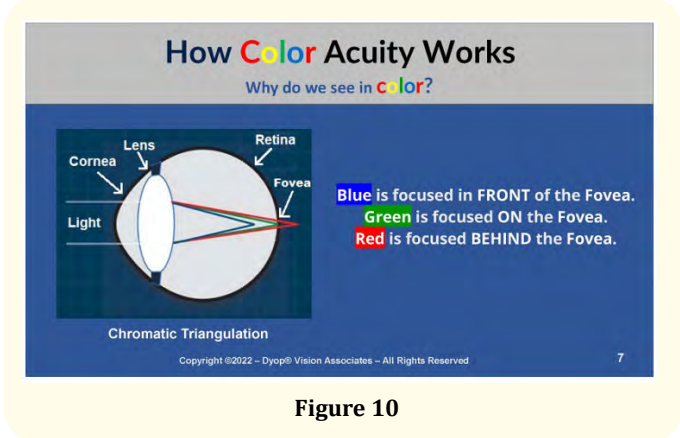 How Color Acuity Works
Why do we see in color?
Lens
Retina
Cornea
Fovea
Light
Blue is focused in FRONT of the Fovea.
Green is focused ON the Fovea.
Red is focused BEHIND the Fovea.
Chromatic Triangulation
Copyright ©2022 – Dyop® Vision Associates – All Rights Reserved
7
Figure 10